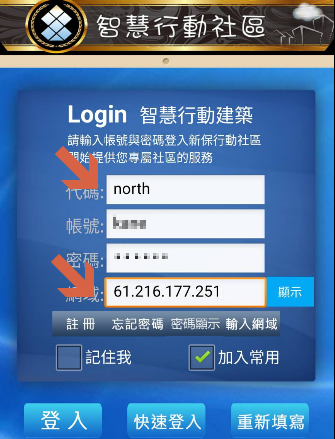 智慧行動社區
Login 智慧行動建築
請輸入帳號與密碼登入新保行動社區
開始提供您專屬社區的服務
代碼: north
帳號:
密碼: ••••••
網域: 61.216.177.251 顯示
註 冊 忘記密碼 密碼顯示 輸入網域
記住我 加入常用
登 入 快速登入 重新填寫